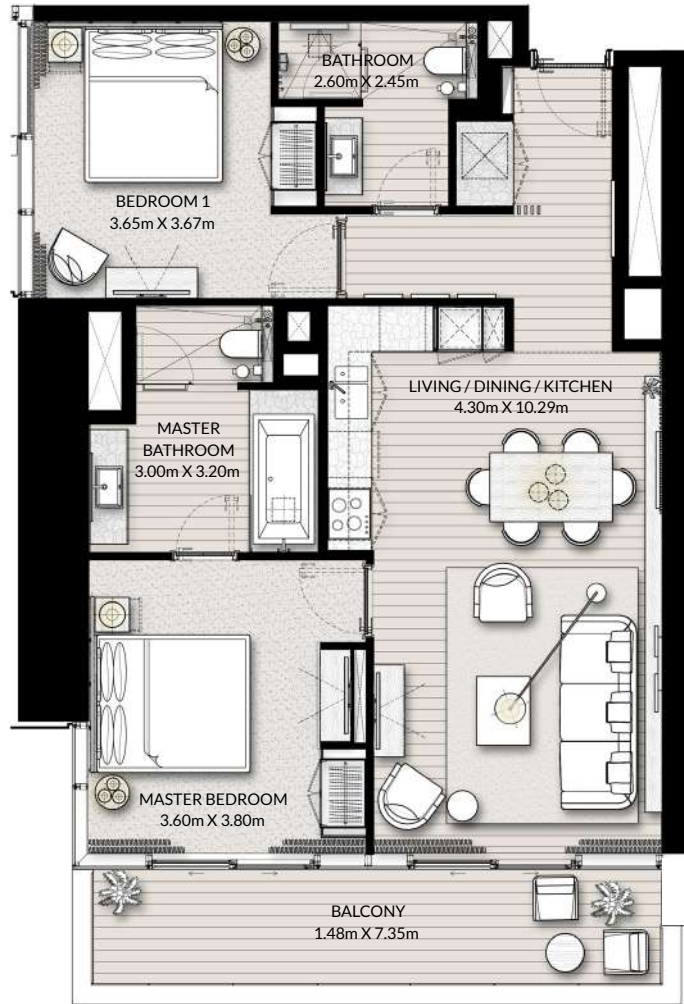 BATHROOM
2.60m X 2.45m
BEDROOM 1
3.65m X 3.67m
LIVING / DINING / KITCHEN
4.30m X 10.29m
MASTER
BATHROOM
3.00m X 3.20m
MASTER BEDROOM
3.60m X 3.80m
BALCONY
1.48m X 7.35m